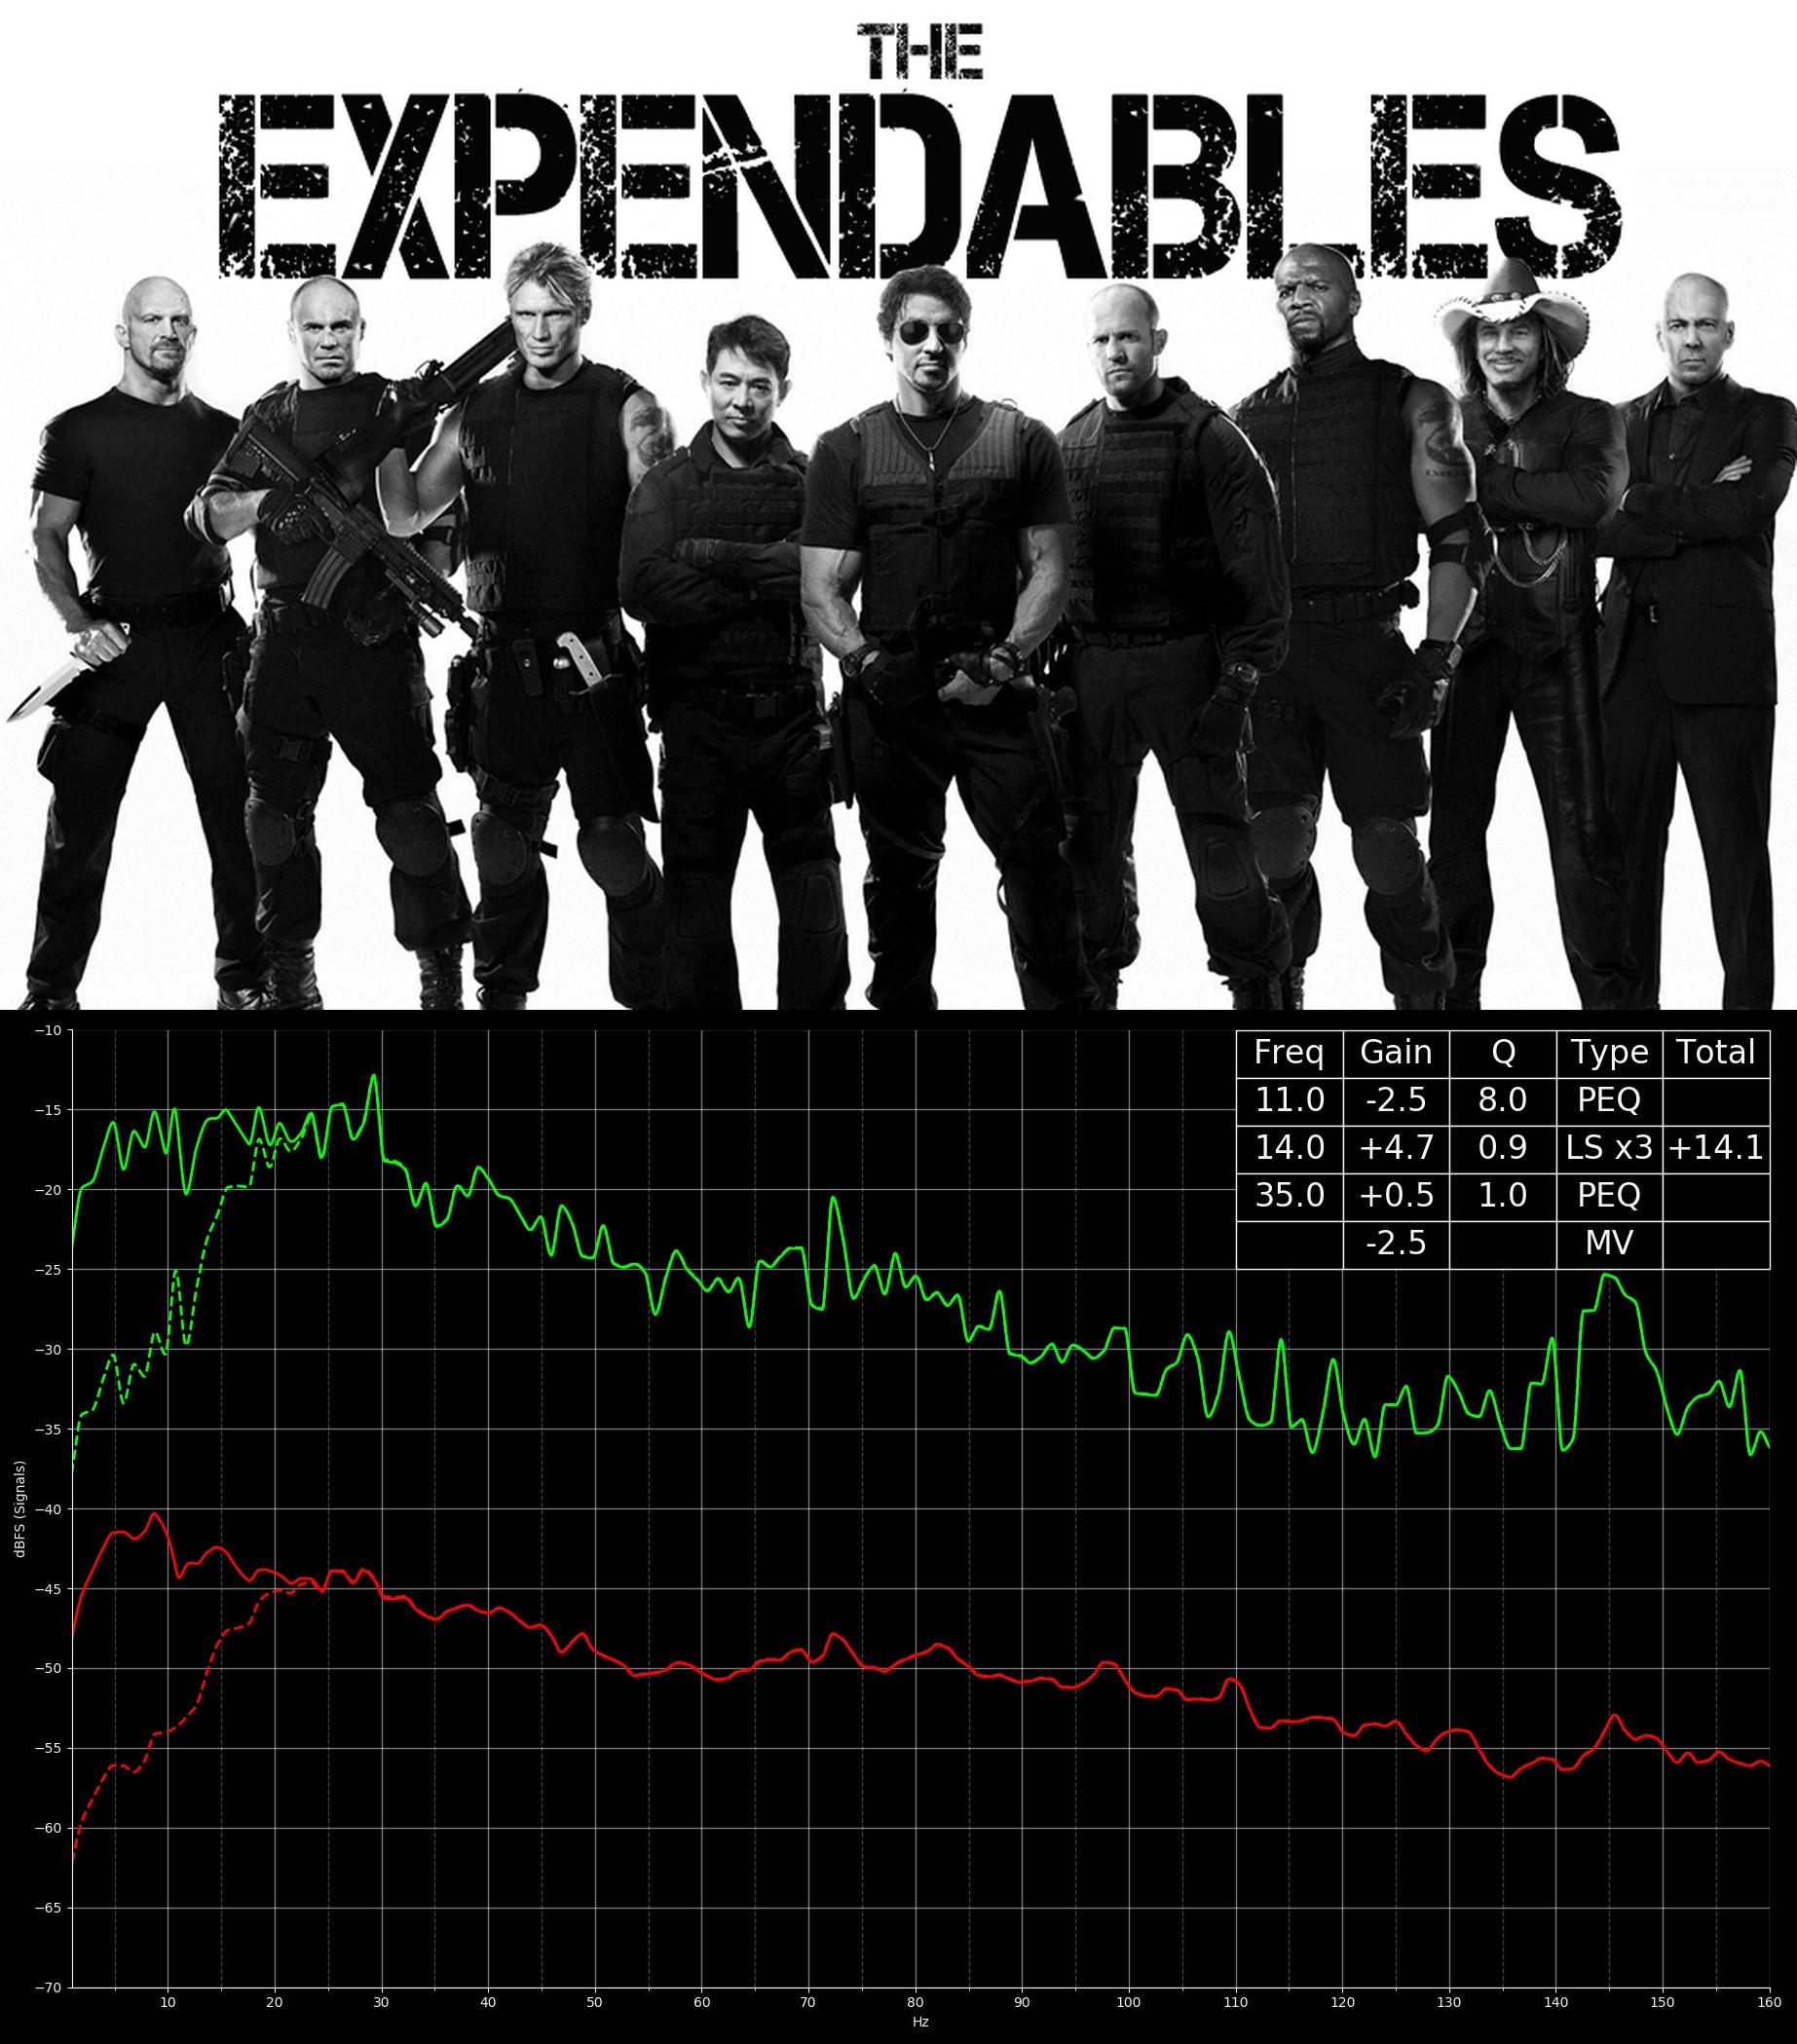 THE
EXPENDABLES
Freq Gain Q Type Total
11.0 -2.5 8.0 PEQ
14.0 +4.7 0.9 LS x3 +14.1
35.0 +0.5 1.0 PEQ
-2.5 MV
−10
−15
−20
−25
−30
−35
−40
−45
−50
−55
−60
−65
−70
dBFS (Signals)
10 20 30 40 50 60 70 80 90 100 110 120 130 140 150 160
Hz